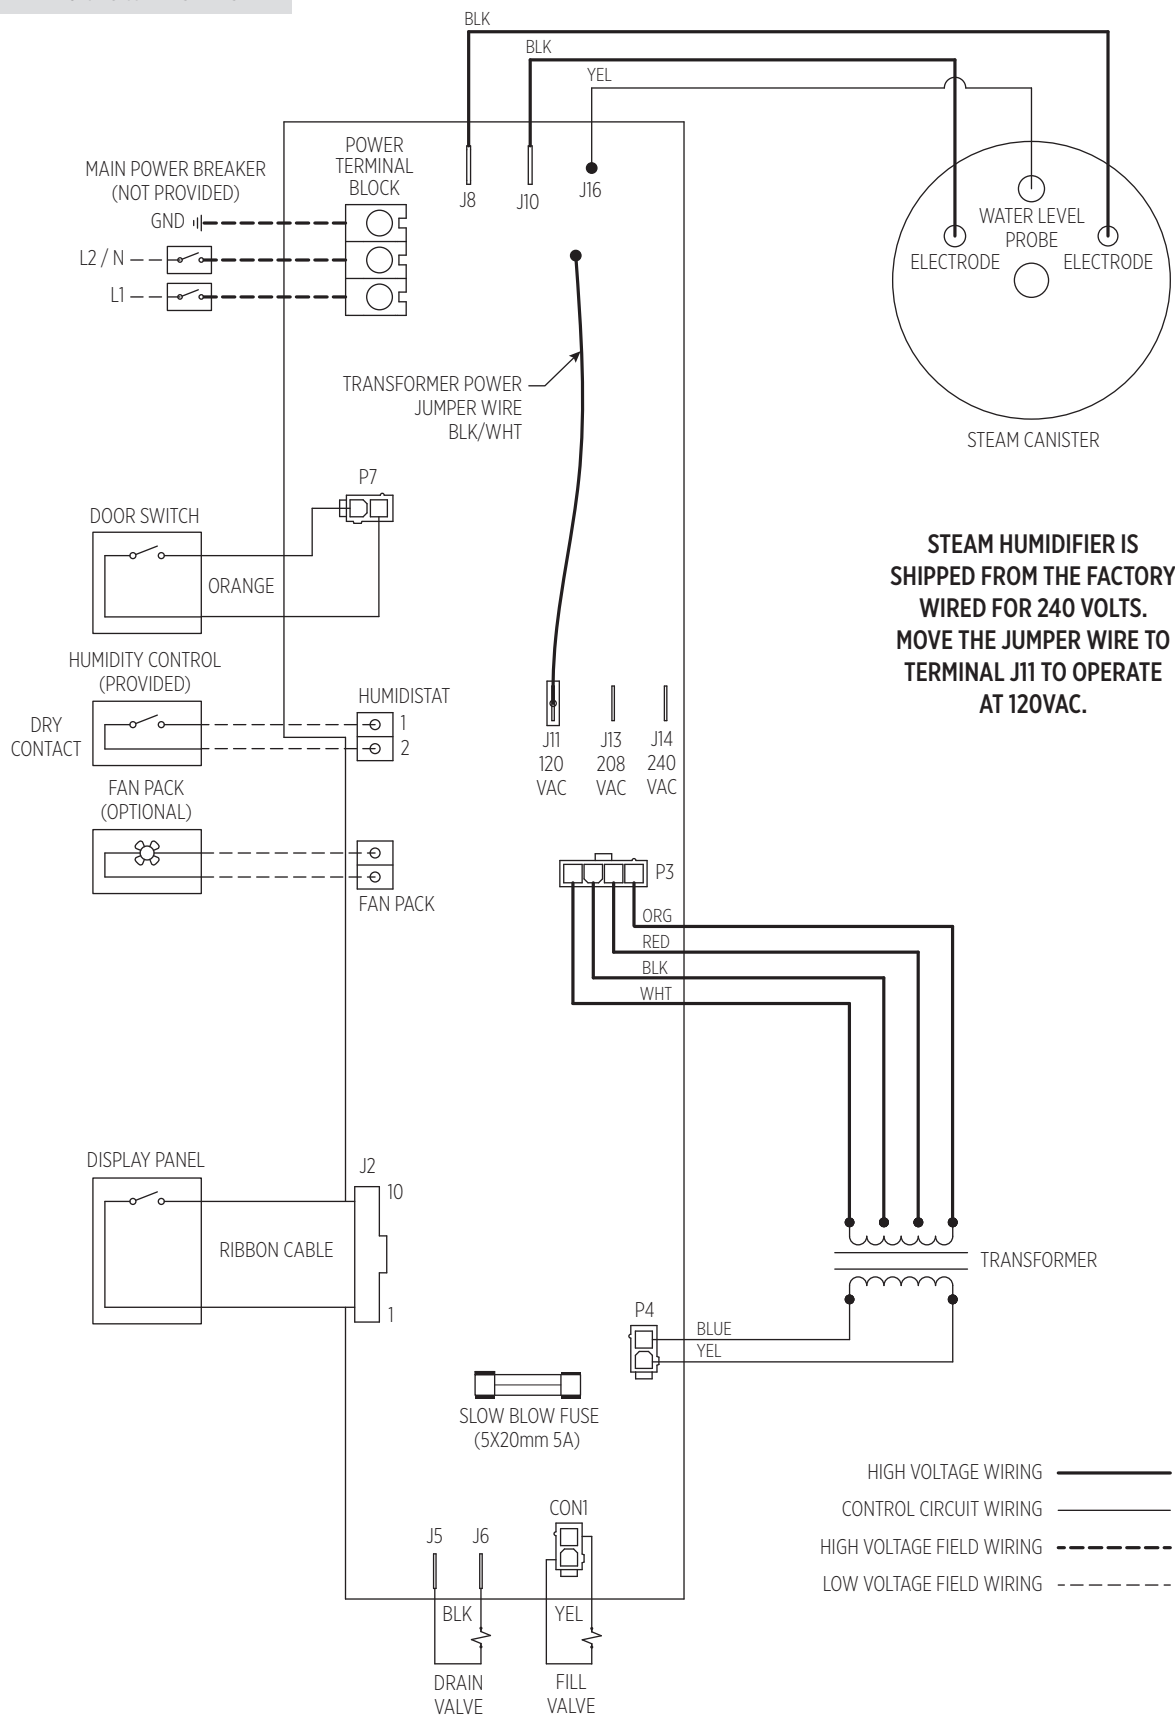 BLK
BLK
YEL
POWER
TERMINAL
BLOCK
MAIN POWER BREAKER
(NOT PROVIDED)
GND
L2 / N
L1
J8
J10
J16
WATER LEVEL
PROBE
ELECTRODE
ELECTRODE
STEAM CANISTER
TRANSFORMER POWER
JUMPER WIRE
BLK/WHT
P7
DOOR SWITCH
ORANGE
STEAM HUMIDIFIER IS
SHIPPED FROM THE FACTORY
WIRED FOR 240 VOLTS.
MOVE THE JUMPER WIRE TO
TERMINAL J11 TO OPERATE
AT 120VAC.
HUMIDITY CONTROL
(PROVIDED)
DRY
CONTACT
HUMIDISTAT
1
2
J11
120
VAC
J13
208
VAC
J14
240
VAC
FAN PACK
(OPTIONAL)
FAN PACK
P3
ORG
RED
BLK
WHT
DISPLAY PANEL
J2
10
RIBBON CABLE
1
TRANSFORMER
P4
BLUE
YEL
SLOW BLOW FUSE
(5X20mm 5A)
HIGH VOLTAGE WIRING
CONTROL CIRCUIT WIRING
HIGH VOLTAGE FIELD WIRING
LOW VOLTAGE FIELD WIRING
J5
J6
CON1
BLK
YEL
DRAIN
VALVE
FILL
VALVE